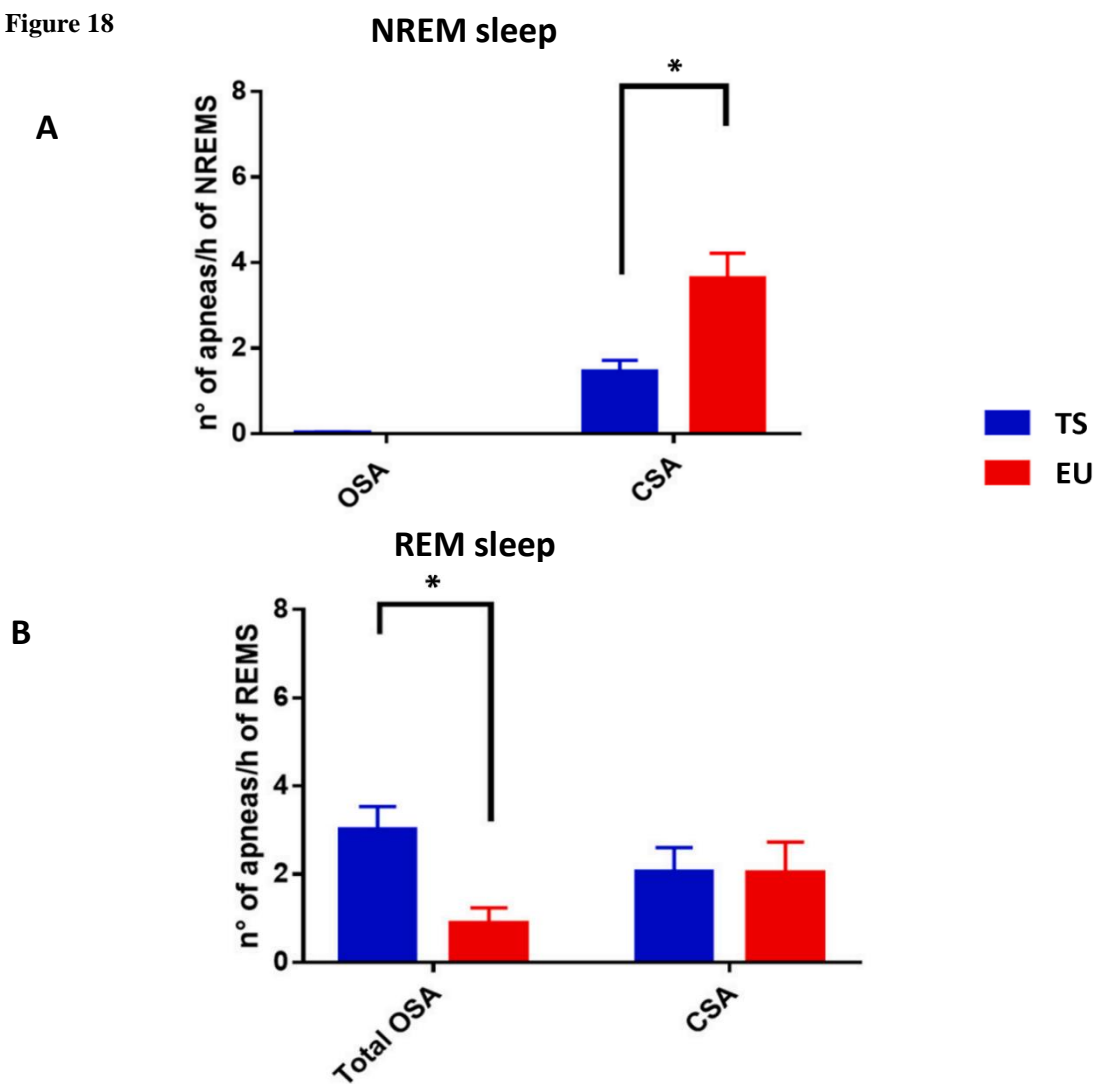 Figure 18
NREM sleep
A
n° of apneas/h of NREMS
8
6
4
2
0
*
OSA
CSA
TS
EU
REM sleep
B
n° of apneas/h of REMS
8
6
4
2
0
*
Total OSA
CSA